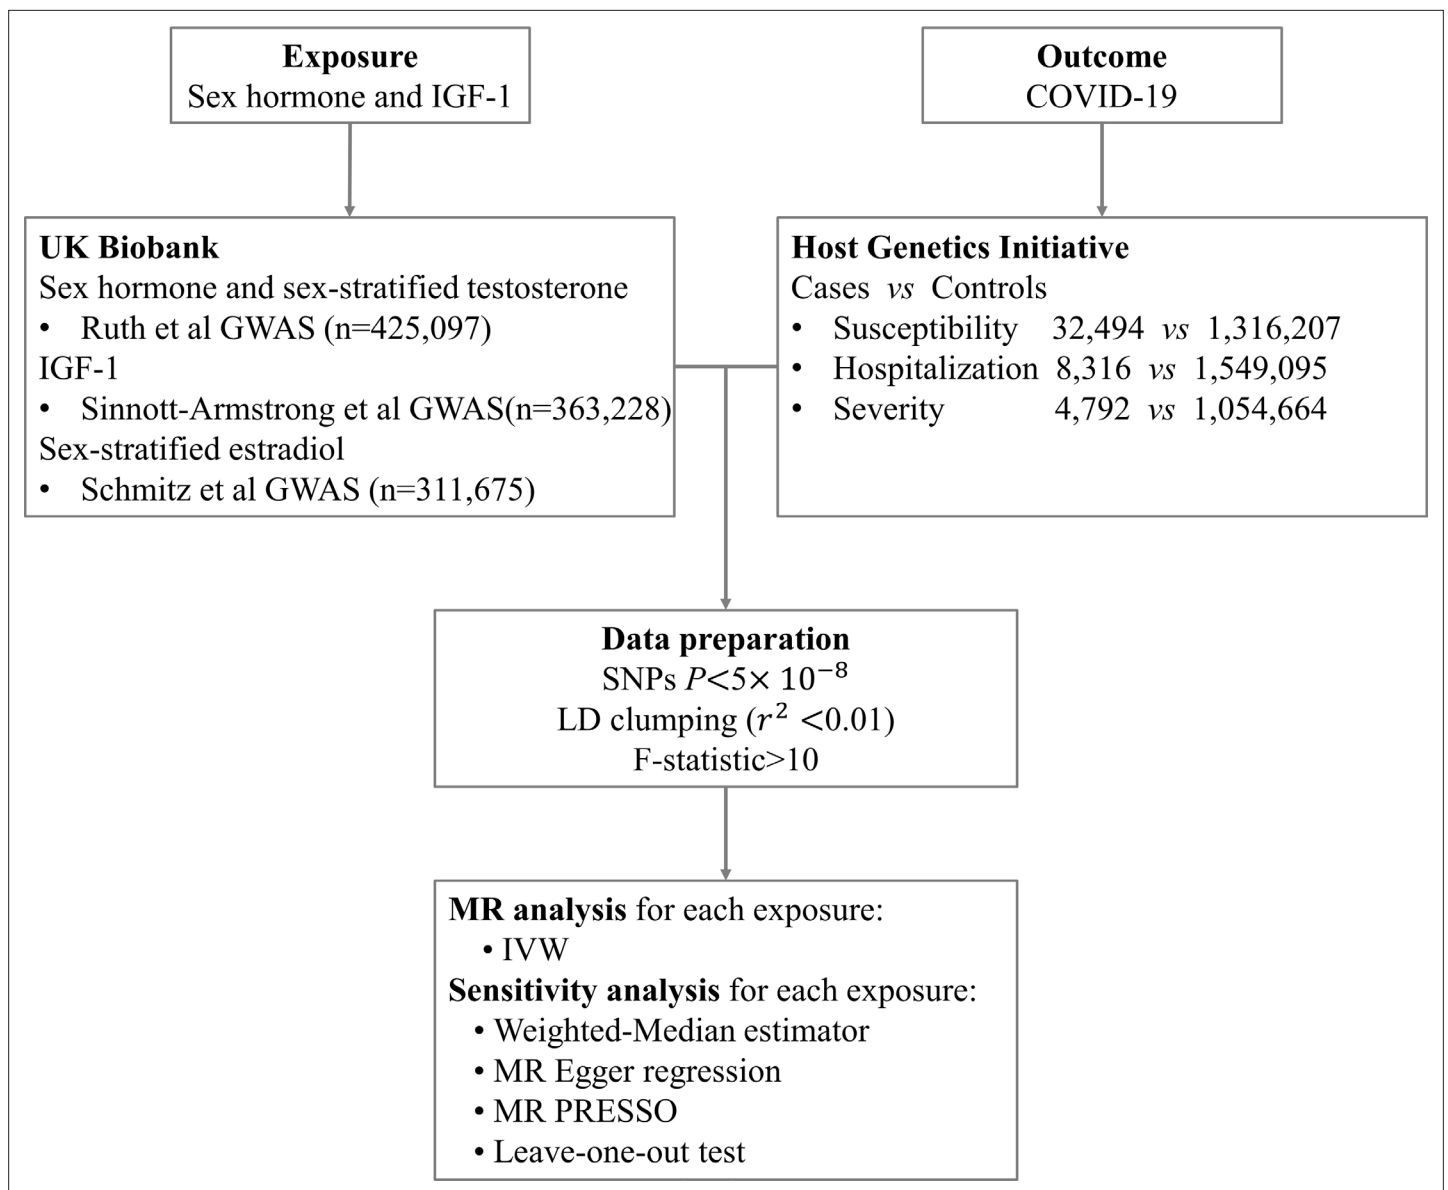 Exposure
Sex hormone and IGF-1
Outcome
COVID-19
UK Biobank
Sex hormone and sex-stratified testosterone
• Ruth et al GWAS (n=425,097)
IGF-1
• Sinnott-Armstrong et al GWAS(n=363,228)
Sex-stratified estradiol
• Schmitz et al GWAS (n=311,675)
Host Genetics Initiative
Cases vs Controls
• Susceptibility 32,494 vs 1,316,207
• Hospitalization 8,316 vs 1,549,095
• Severity 4,792 vs 1,054,664
Data preparation
SNPs P<5× 10⁻⁸
LD clumping (r² <0.01)
F-statistic>10
MR analysis for each exposure:
• IVW
Sensitivity analysis for each exposure:
• Weighted-Median estimator
• MR Egger regression
• MR PRESSO
• Leave-one-out test